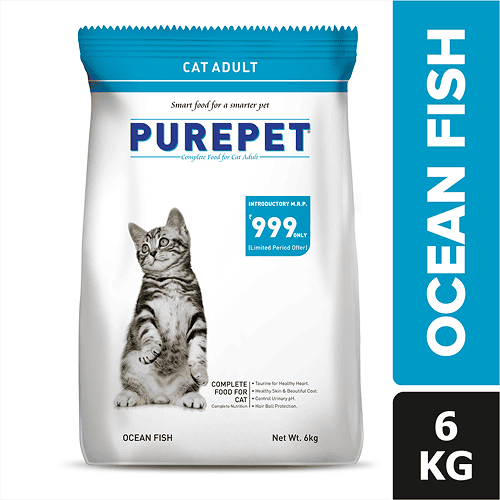 CAT ADULT
Smart food for a smarter pet
PUREPET®
Complete Food for Cat Adult
INTRODUCTORY M.R.P.
₹999 ONLY
(Limited Period Offer)
COMPLETE
FOOD FOR
CAT
Complete Nutrition
• Taurine for Healthy Heart.
• Healthy Skin & Beautiful Coat.
• Control Urinary pH.
• Hair Ball Protection.
OCEAN FISH
Net Wt. 6kg
OCEAN FISH
6
KG